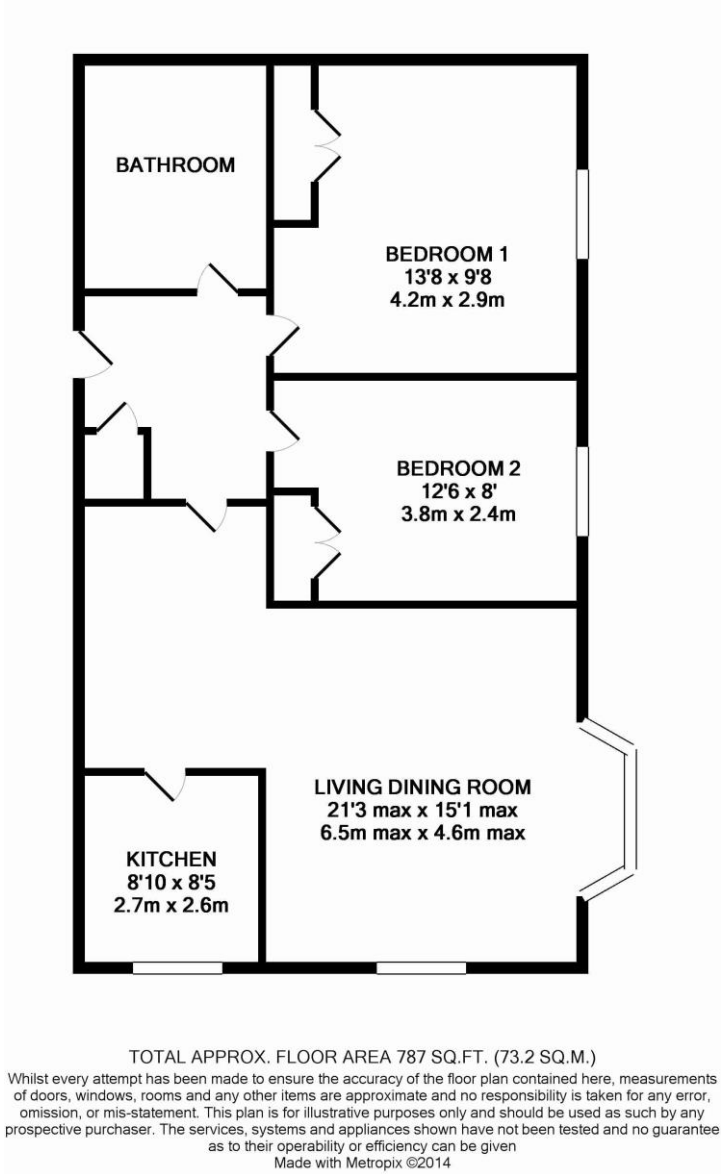 BATHROOM
BEDROOM 1
13'8 x 9'8
4.2m x 2.9m
BEDROOM 2
12'6 x 8'
3.8m x 2.4m
LIVING DINING ROOM
21'3 max x 15'1 max
6.5m max x 4.6m max
KITCHEN
8'10 x 8'5
2.7m x 2.6m
TOTAL APPROX. FLOOR AREA 787 SQ.FT. (73.2 SQ.M.)
Whilst every attempt has been made to ensure the accuracy of the floor plan contained here, measurements
of doors, windows, rooms and any other items are approximate and no responsibility is taken for any error,
omission, or mis-statement. This plan is for illustrative purposes only and should be used as such by any
prospective purchaser. The services, systems and appliances shown have not been tested and no guarantee
as to their operability or efficiency can be given
Made with Metropix ©2014